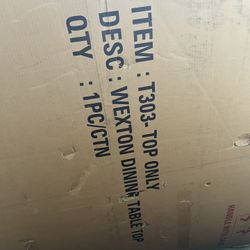 ITEM : T303- TOP ONLY
DESC : WEXTON DINING TABLE TOP
QTY : 1PC/CTN